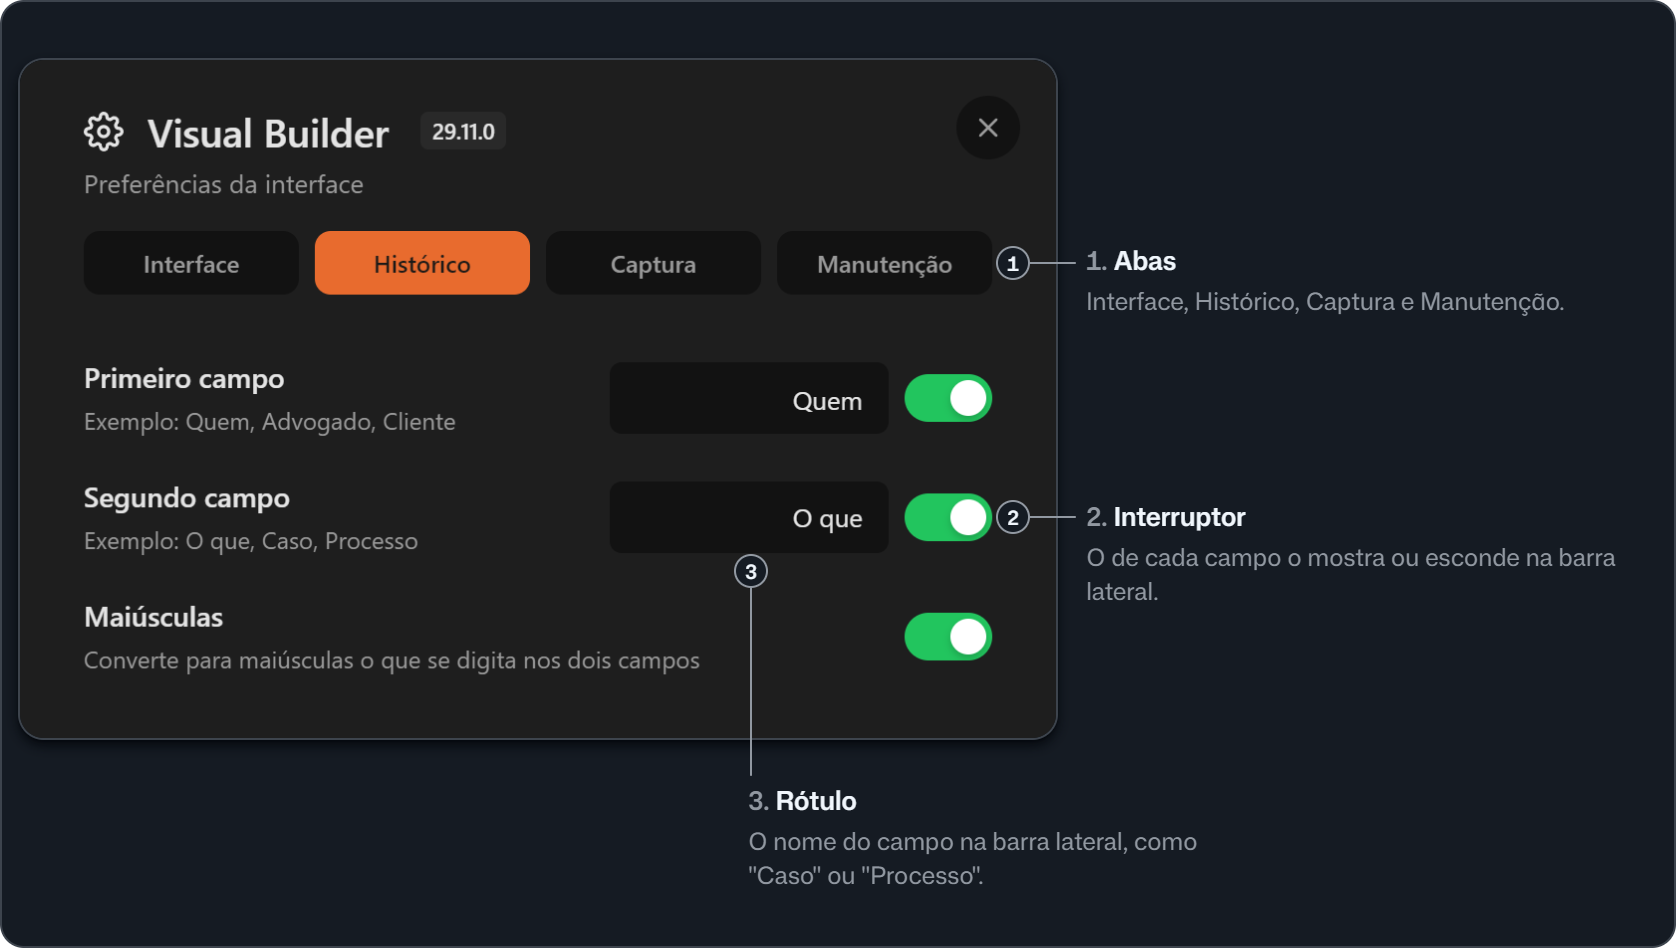 Visual Builder
29.11.0
Preferências da interface
Interface
Histórico
Captura
Manutenção
1
1. Abas
Interface, Histórico, Captura e Manutenção.
Primeiro campo
Exemplo: Quem, Advogado, Cliente
Quem
Segundo campo
Exemplo: O que, Caso, Processo
O que
2
2. Interruptor
O de cada campo o mostra ou esconde na barra
lateral.
3
Maiúsculas
Converte para maiúsculas o que se digita nos dois campos
3. Rótulo
O nome do campo na barra lateral, como
"Caso" ou "Processo".